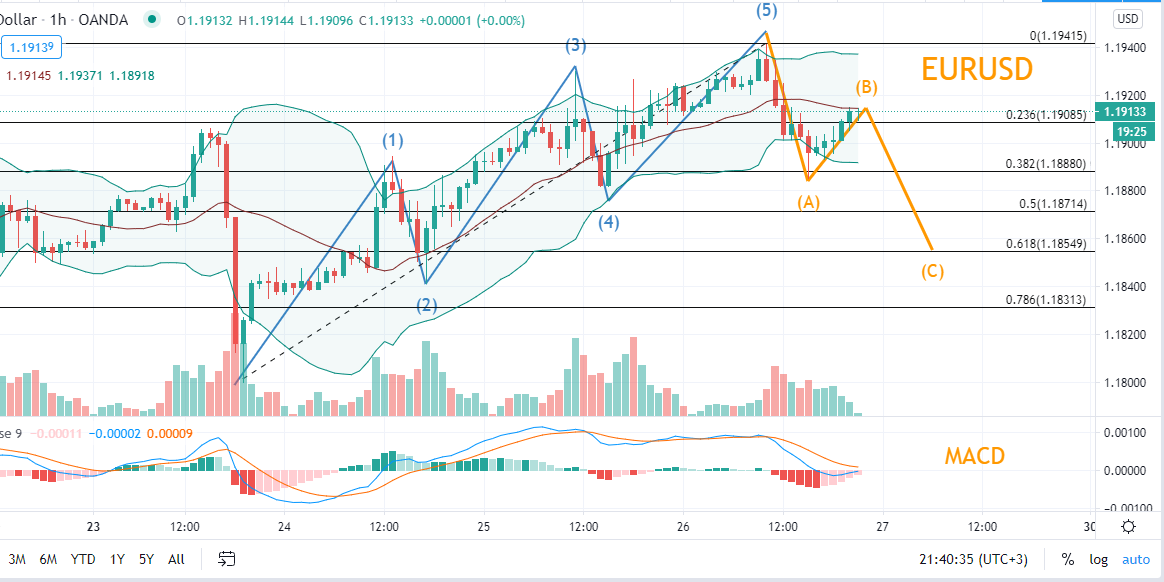 Dollar · 1h · OANDA O1.19132 H1.19144 L1.19096 C1.19133 +0.00001 (+0.00%)
USD
1.19139
1.19145 1.19371 1.18918
EURUSD
(1)
(2)
(3)
(4)
(5)
(A)
(B)
(C)
0(1.19415)
0.236(1.19085)
0.382(1.18880)
0.5(1.18714)
0.618(1.18549)
0.786(1.18313)
1.19400
1.19200
1.19133
19:25
1.19000
1.18800
1.18600
1.18400
1.18200
1.18000
se 9 −0.00011 −0.00002 0.00009
MACD
0.00100
0.00000
−0.00100
23 12:00 24 12:00 25 12:00 26 12:00 27 12:00 30
3M 6M YTD 1Y 5Y All 21:40:35 (UTC+3) % log auto